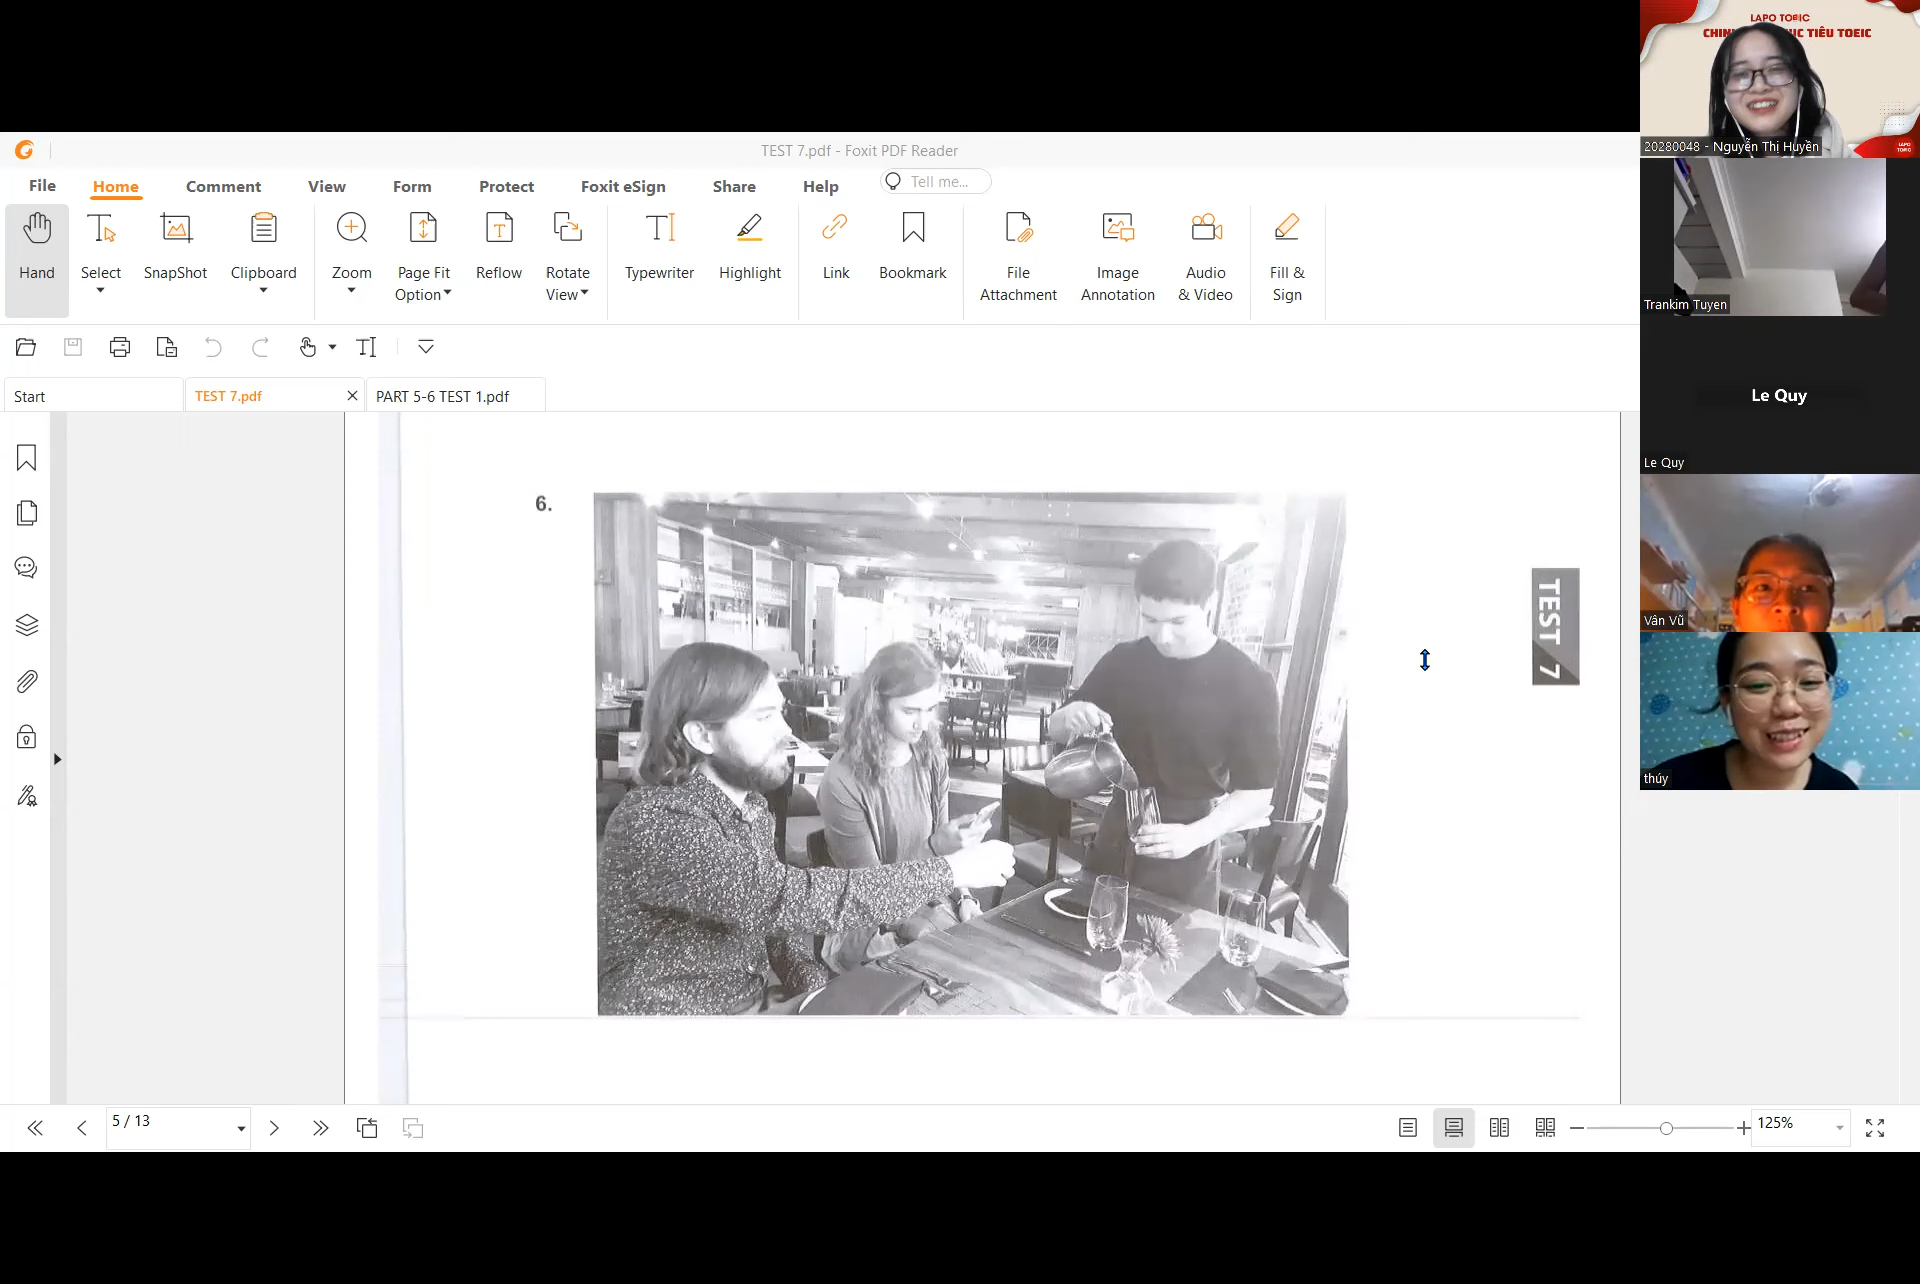 LAPO TOEIC
TIÊU TOEIC
20280048 - Nguyễn Thị Huyền
Trankim Tuyen
Le Quy
Le Quy
Vân Vũ
thúy
TEST 7.pdf - Foxit PDF Reader
File Home Comment View Form Protect Foxit eSign Share Help Tell me...
Hand Select SnapShot Clipboard Zoom Page Fit Option Reflow Rotate View Typewriter Highlight Link Bookmark File Attachment Image Annotation Audio & Video Fill & Sign
Start TEST 7.pdf PART 5-6 TEST 1.pdf
6.
TEST 7
5 / 13
125%